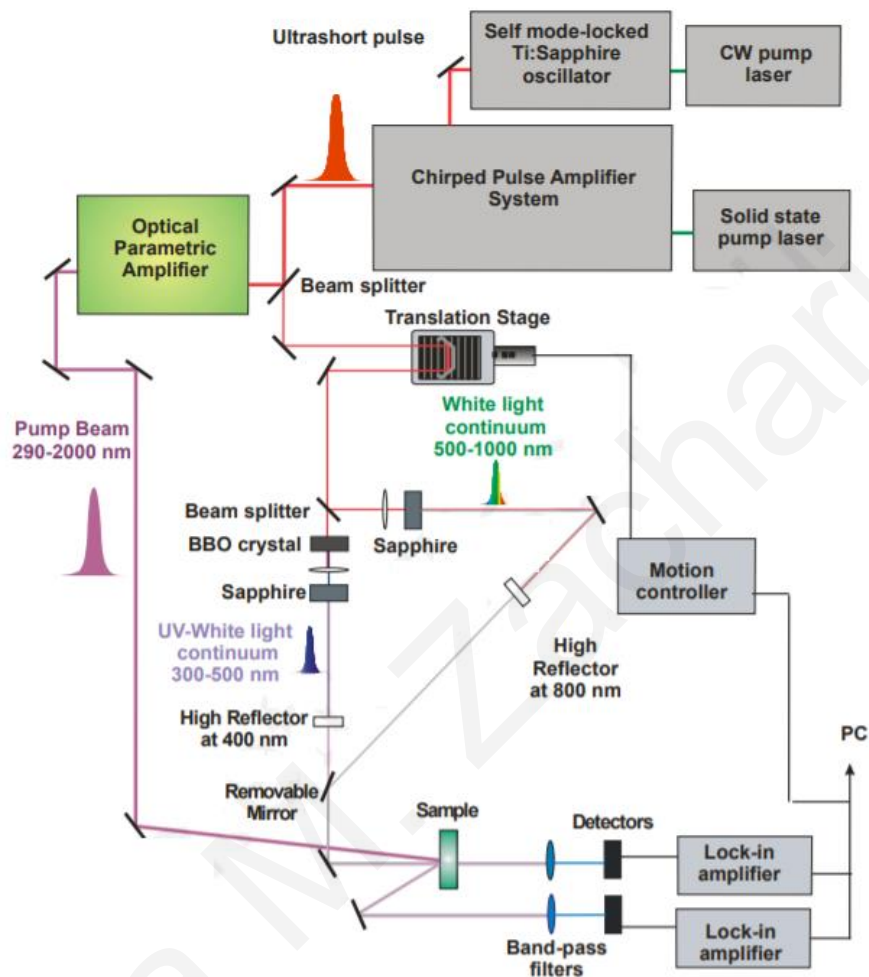 Ultrashort pulse
Self mode-locked
Ti:Sapphire
oscillator
CW pump
laser
Chirped Pulse Amplifier
System
Solid state
pump laser
Optical
Parametric
Amplifier
Beam splitter
Translation Stage
White light
continuum
500-1000 nm
Pump Beam
290-2000 nm
Beam splitter
BBO crystal
Sapphire
Sapphire
Motion
controller
UV-White light
continuum
300-500 nm
High
Reflector
at 800 nm
High Reflector
at 400 nm
PC
Removable
Mirror
Sample
Detectors
Lock-in
amplifier
Lock-in
amplifier
Band-pass
filters